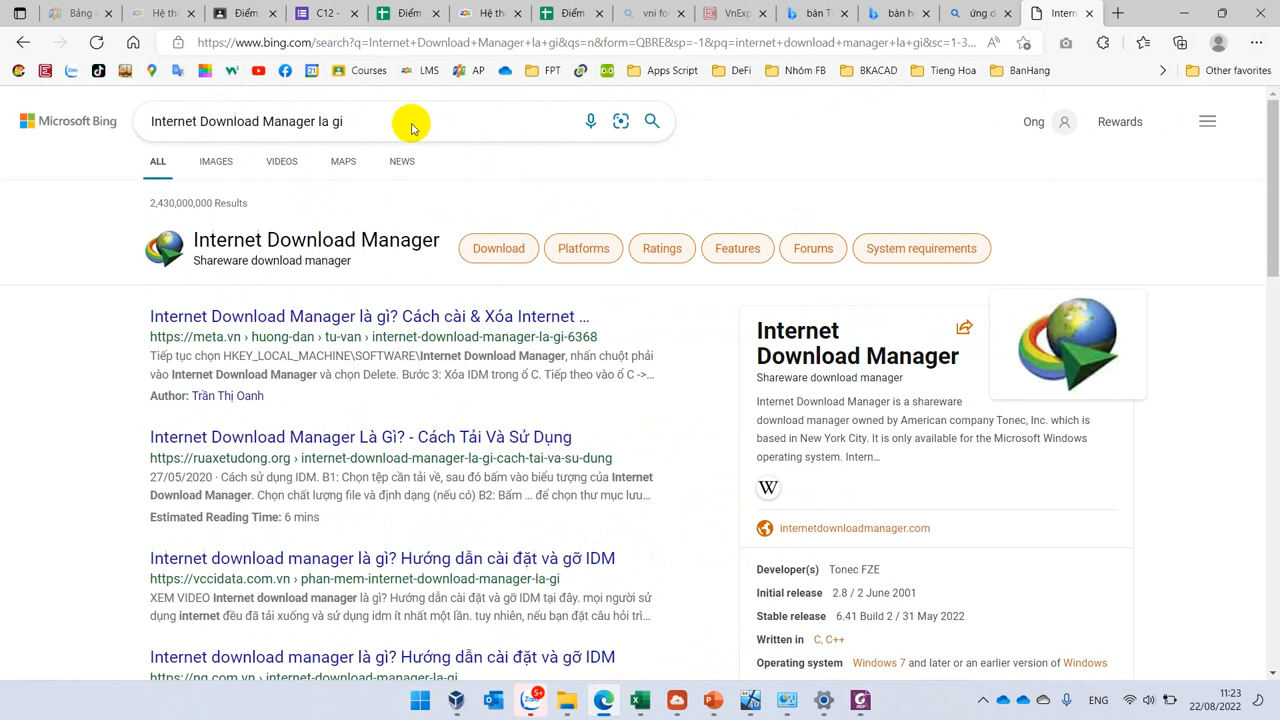 Inter
Điểm
C12 -
Điểm
Hệ th
Điểm
vni fo
VnExp
bàn T
bàn h
ứng c
Intern
https://www.bing.com/search?q=Internet+Download+Manager+la+gi&qs=n&form=QBRE&sp=-1&pq=internet+download+manager+la+gi&sc=1-3...
Courses LMS AP FPT Apps Script DeFi Nhóm FB BKACAD Tieng Hoa BanHang Other favorites
Microsoft Bing
Internet Download Manager la gi
Ong Rewards
ALL IMAGES VIDEOS MAPS NEWS
2,430,000,000 Results
Internet Download Manager
Shareware download manager
Download Platforms Ratings Features Forums System requirements
Internet Download Manager là gì? Cách cài & Xóa Internet ...
https://meta.vn › huong-dan › tu-van › internet-download-manager-la-gi-6368
Tiếp tục chọn HKEY_LOCAL_MACHINE\SOFTWARE\Internet Download Manager, nhấn chuột phải
vào Internet Download Manager và chọn Delete. Bước 3: Xóa IDM trong ổ C. Tiếp theo vào ổ C ->...
Author: Trần Thị Oanh
Internet Download Manager Là Gì? - Cách Tải Và Sử Dụng
https://ruaxetudong.org › internet-download-manager-la-gi-cach-tai-va-su-dung
27/05/2020 · Cách sử dụng IDM. B1: Chọn tệp cần tải về, sau đó bấm vào biểu tượng của Internet
Download Manager. Chọn chất lượng file và định dạng (nếu có) B2: Bấm ... để chọn thư mục lưu...
Estimated Reading Time: 6 mins
Internet download manager là gì? Hướng dẫn cài đặt và gỡ IDM
https://vccidata.com.vn › phan-mem-internet-download-manager-la-gi
XEM VIDEO Internet download manager là gì? Hướng dẫn cài đặt và gỡ IDM tại đây. mọi người sử
dụng internet đều đã tải xuống và sử dụng idm ít nhất một lần. tuy nhiên, nếu bạn đặt câu hỏi trì...
Internet download manager là gì? Hướng dẫn cài đặt và gỡ IDM
https://ng.com.vn › internet-download-manager-la-gi
Internet
Download Manager
Shareware download manager
Internet Download Manager is a shareware
download manager owned by American company Tonec, Inc. which is
based in New York City. It is only available for the Microsoft Windows
operating system. Intern...
W
internetdownloadmanager.com
Developer(s) Tonec FZE
Initial release 2.8 / 2 June 2001
Stable release 6.41 Build 2 / 31 May 2022
Written in C, C++
Operating system Windows 7 and later or an earlier version of Windows
Zalo
5+
ENG
11:23
22/08/2022